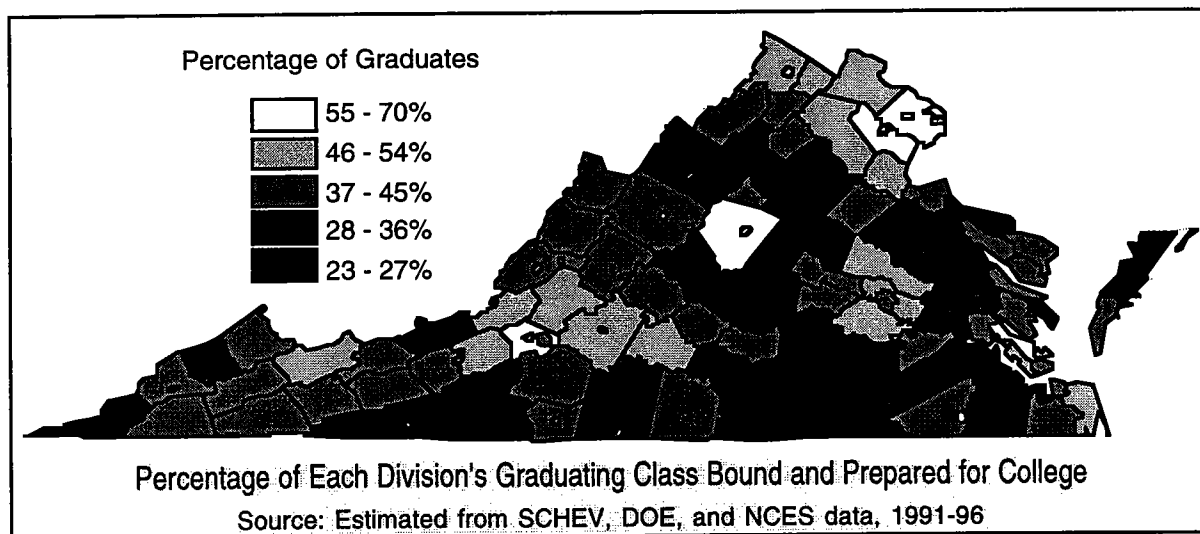 Percentage of Graduates
55 - 70%
46 - 54%
37 - 45%
28 - 36%
23 - 27%
Percentage of Each Division's Graduating Class Bound and Prepared for College
Source: Estimated from SCHEV, DOE, and NCES data, 1991-96